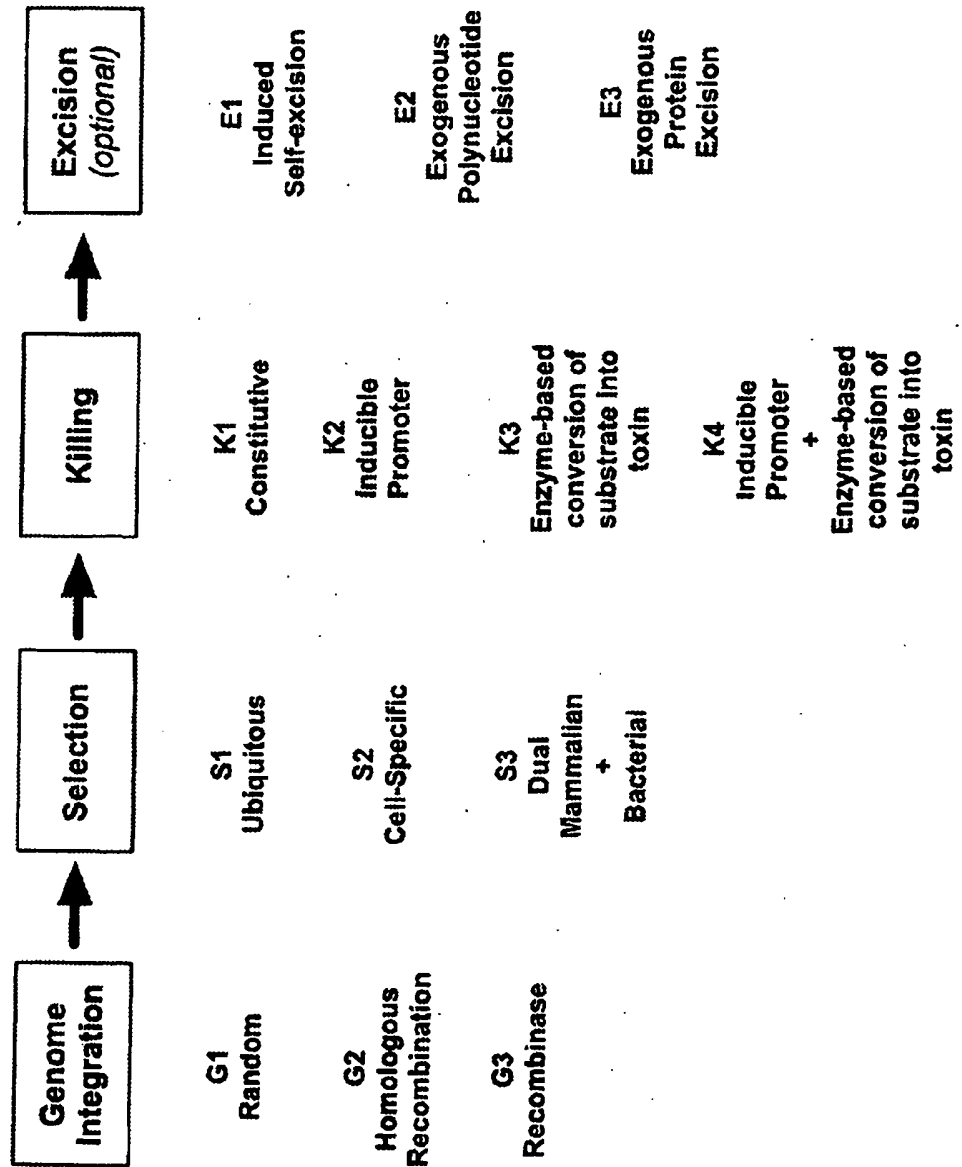 Genome
Integration
G1
Random
G2
Homologous
Recombination
G3
Recombinase
Selection
S1
Ubiquitous
S2
Cell-Specific
S3
Dual
Mammalian
+
Bacterial
Killing
K1
Constitutive
K2
Inducible
Promoter
K3
Enzyme-based
conversion of
substrate into
toxin
K4
Inducible
Promoter
+
Enzyme-based
conversion of
substrate into
toxin
Excision
(optional)
E1
Induced
Self-excision
E2
Exogenous
Polynucleotide
Excision
E3
Exogenous
Protein
Excision